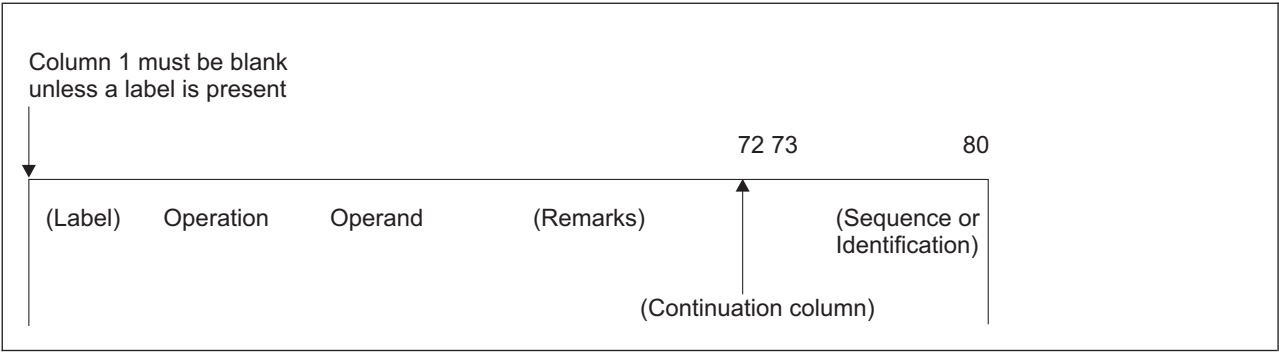 Column 1 must be blank
unless a label is present
72 73 80
(Label) Operation Operand (Remarks) (Sequence or
Identification)
(Continuation column)